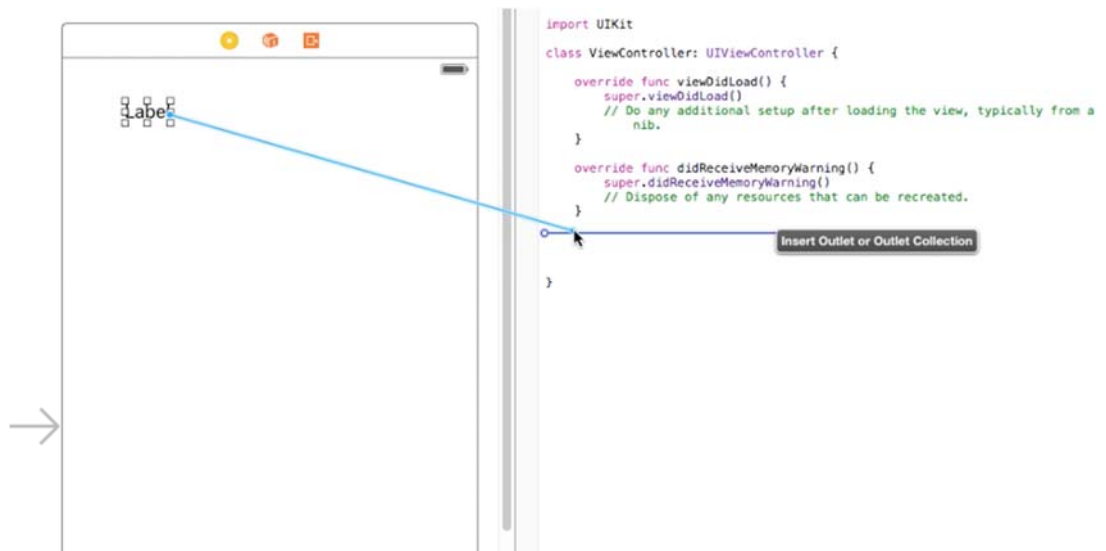 Label
import UIKit
class ViewController: UIViewController {
override func viewDidLoad() {
super.viewDidLoad()
// Do any additional setup after loading the view, typically from a
nib.
}
override func didReceiveMemoryWarning() {
super.didReceiveMemoryWarning()
// Dispose of any resources that can be recreated.
}
Insert Outlet or Outlet Collection
}